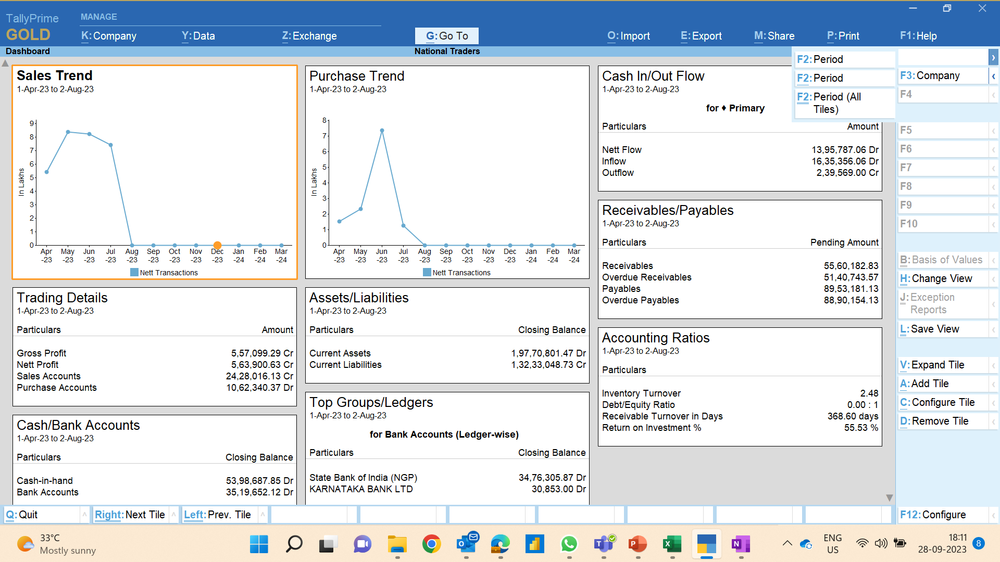 TallyPrime
GOLD
MANAGE
K:Company
Y:Data
Z:Exchange
G:Go To
O:Import
E:Export
M:Share
P:Print
F1:Help
Dashboard
National Traders
Sales Trend
1-Apr-23 to 2-Aug-23
In Lakhs
9
8
7
6
5
4
3
2
1
0
Apr May Jun Jul Aug Sep Oct Nov Dec Jan Feb Mar
-23 -23 -23 -23 -23 -23 -23 -23 -23 -24 -24 -24
Nett Transactions
Purchase Trend
1-Apr-23 to 2-Aug-23
In Lakhs
8
7
6
5
4
3
2
1
0
Apr May Jun Jul Aug Sep Oct Nov Dec Jan Feb Mar
-23 -23 -23 -23 -23 -23 -23 -23 -23 -24 -24 -24
Nett Transactions
Cash In/Out Flow
1-Apr-23 to 2-Aug-23
for ♦ Primary
Particulars Amount
Nett Flow 13,95,787.06 Dr
Inflow 16,35,356.06 Dr
Outflow 2,39,569.00 Cr
Receivables/Payables
1-Apr-23 to 2-Aug-23
Particulars Pending Amount
Receivables 55,60,182.83
Overdue Receivables 51,40,743.57
Payables 89,53,181.13
Overdue Payables 88,90,154.13
Trading Details
1-Apr-23 to 2-Aug-23
Particulars Amount
Gross Profit 5,57,099.29 Cr
Nett Profit 5,63,900.63 Cr
Sales Accounts 24,28,016.13 Cr
Purchase Accounts 10,62,340.37 Dr
Assets/Liabilities
1-Apr-23 to 2-Aug-23
Particulars Closing Balance
Current Assets 1,97,70,801.47 Dr
Current Liabilities 1,32,33,048.73 Cr
Accounting Ratios
1-Apr-23 to 2-Aug-23
Particulars
Inventory Turnover 2.48
Debt/Equity Ratio 0.00 : 1
Receivable Turnover in Days 368.60 days
Return on Investment % 55.53 %
Cash/Bank Accounts
1-Apr-23 to 2-Aug-23
Particulars Closing Balance
Cash-in-hand 53,98,687.85 Dr
Bank Accounts 35,19,652.12 Dr
Top Groups/Ledgers
1-Apr-23 to 2-Aug-23
for Bank Accounts (Ledger-wise)
Particulars Closing Balance
State Bank of India (NGP) 34,76,305.87 Dr
KARNATAKA BANK LTD 30,853.00 Dr
F2:Period
F2:Period
F2:Period (All
Tiles)
F3:Company
F4
F5
F6
F7
F8
F9
F10
B:Basis of Values
H:Change View
J:Exception
Reports
L:Save View
V:Expand Tile
A:Add Tile
C:Configure Tile
D:Remove Tile
F12:Configure
Q:Quit
Right:Next Tile
Left:Prev. Tile
33°C
Mostly sunny
ENG
US
18:11
28-09-2023
8